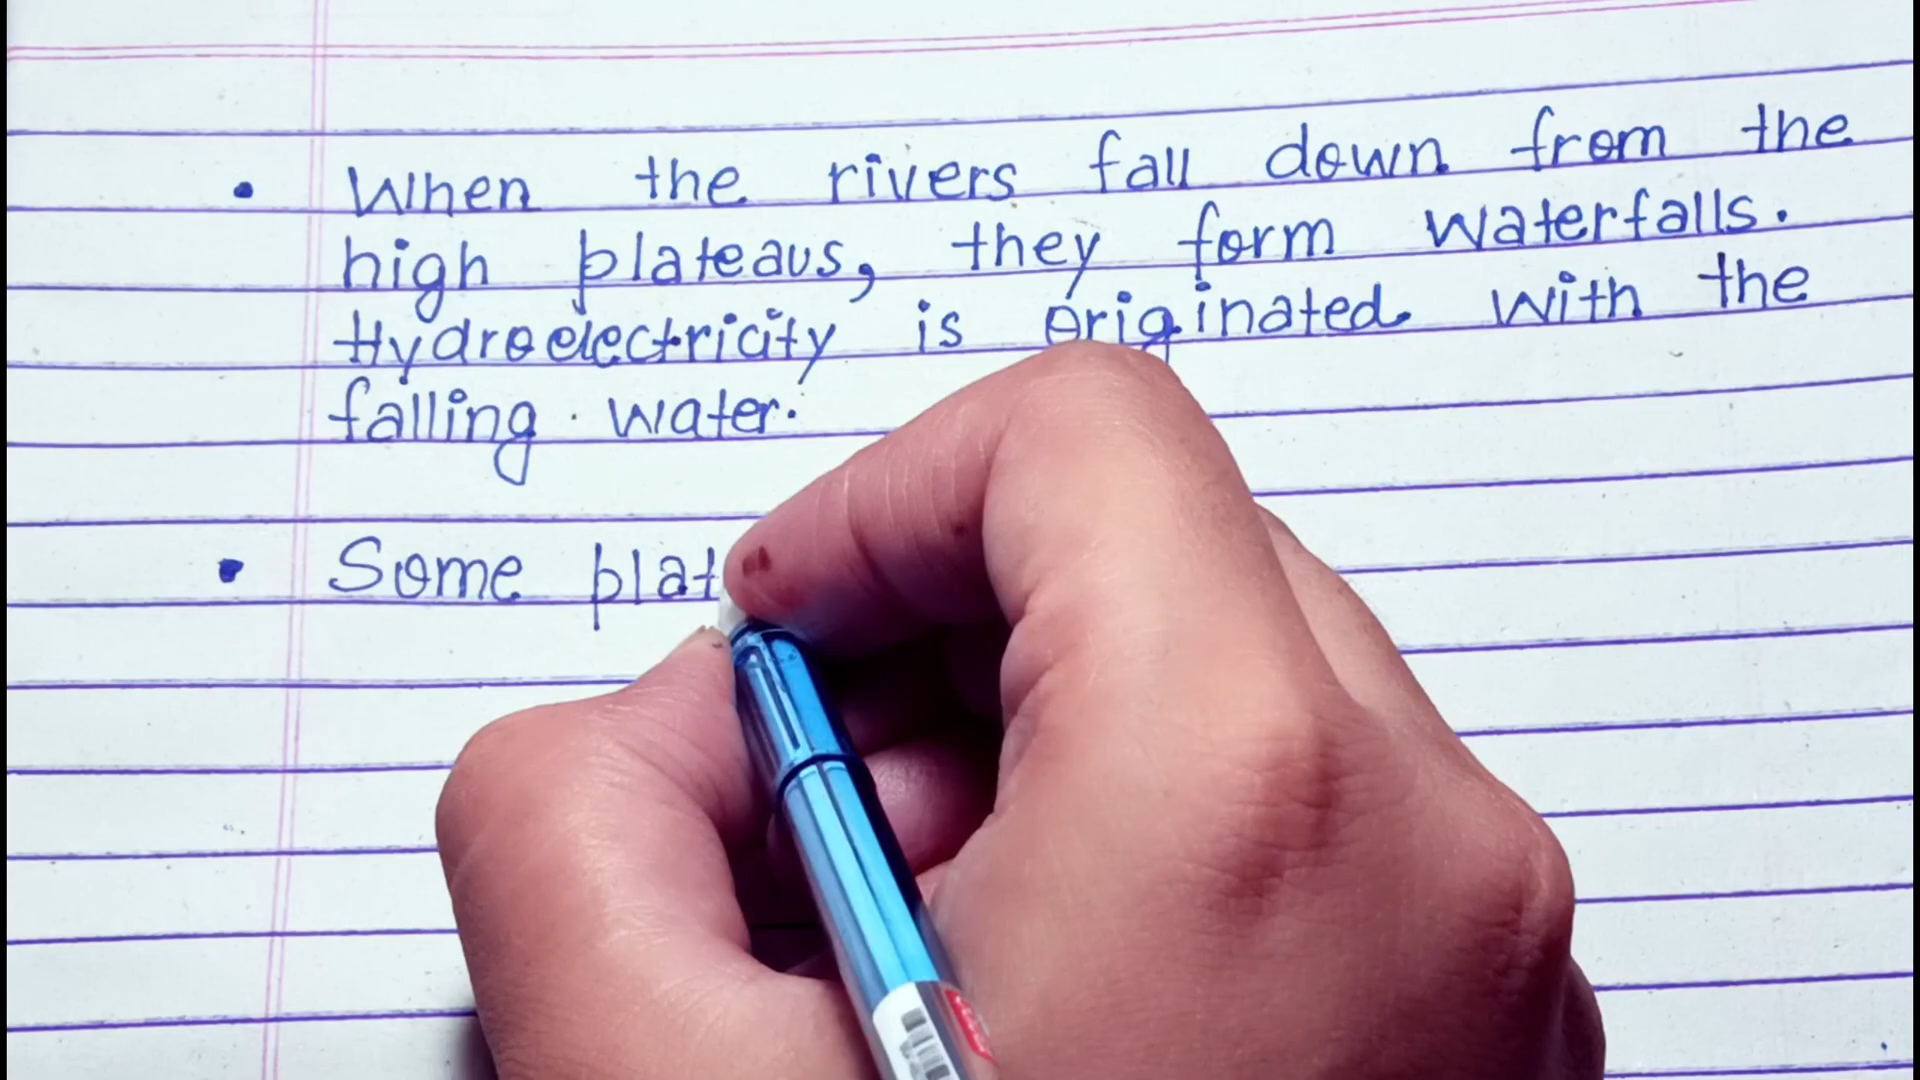 • When the rivers fall down from the
high plateaus, they form waterfalls.
Hydroelectricity is originated with the
falling water.
• Some plat